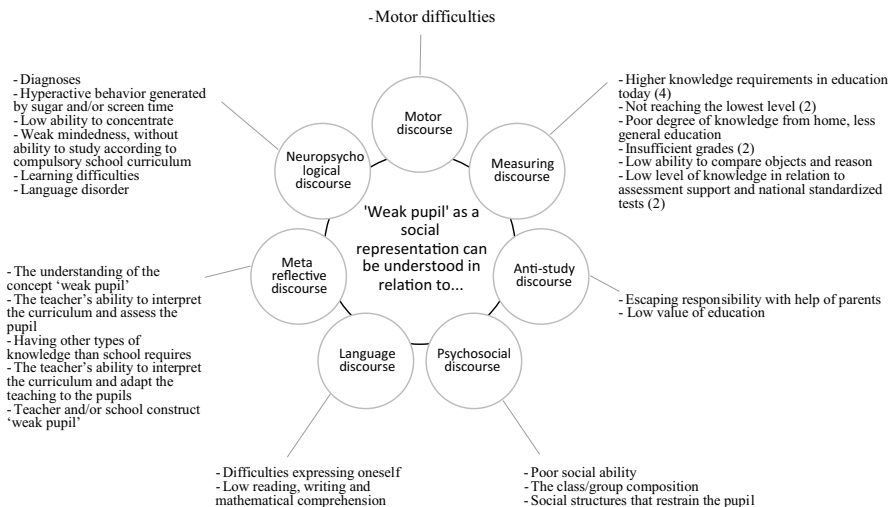 - Motor difficulties
- Diagnoses
- Hyperactive behavior generated
by sugar and/or screen time
- Low ability to concentrate
- Weak mindedness, without
ability to study according to
compulsory school curriculum
- Learning difficulties
- Language disorder
- Higher knowledge requirements in education
today (4)
- Not reaching the lowest level (2)
- Poor degree of knowledge from home, less
general education
- Insufficient grades (2)
- Low ability to compare objects and reason
- Low level of knowledge in relation to
assessment support and national standardized
tests (2)
Motor
discourse
Neuropsycho
logical
discourse
Measuring
discourse
'Weak pupil' as a
social
representation can
be understood in
relation to...
Meta
reflective
discourse
Anti-study
discourse
Language
discourse
Psychosocial
discourse
- The understanding of the
concept ‘weak pupil’
- The teacher’s ability to interpret
the curriculum and assess the
pupil
- Having other types of
knowledge than school requires
- The teacher’s ability to interpret
the curriculum and adapt the
teaching to the pupils
- Teacher and/or school construct
‘weak pupil’
- Escaping responsibility with help of parents
- Low value of education
- Difficulties expressing oneself
- Low reading, writing and
mathematical comprehension
- Poor social ability
- The class/group composition
- Social structures that restrain the pupil